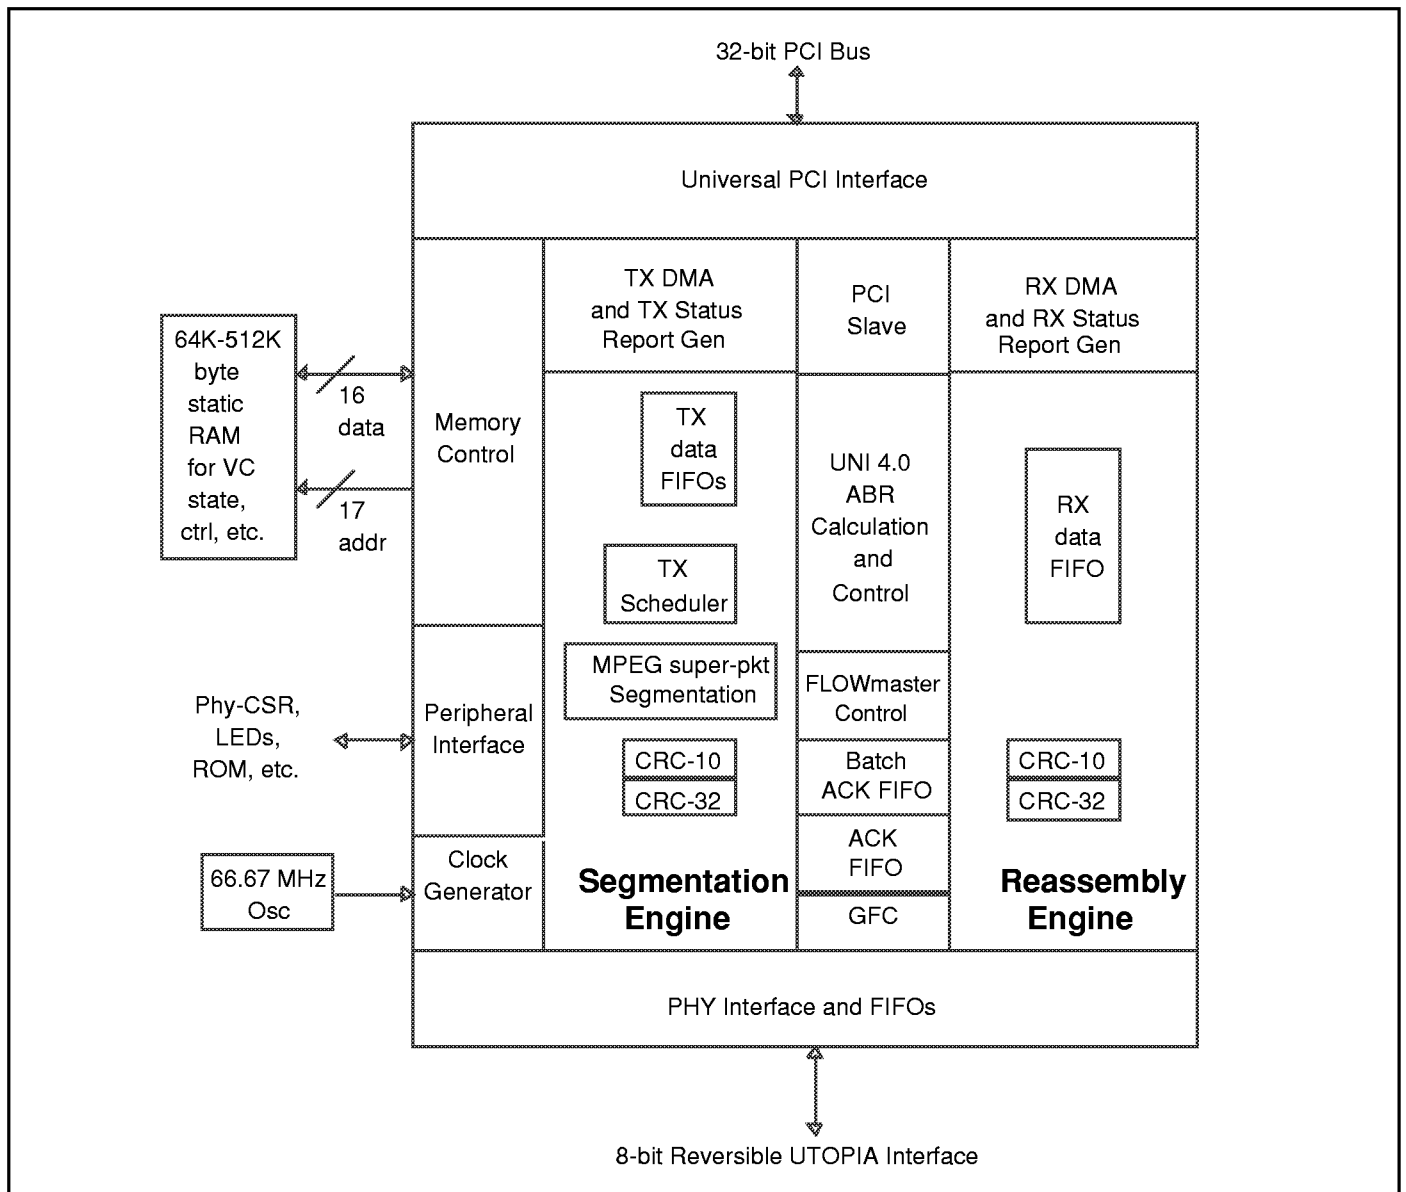 32-bit PCI Bus
Universal PCI Interface
TX DMA
and TX Status
Report Gen
PCI
Slave
RX DMA
and RX Status
Report Gen
64K-512K
byte
static
RAM
for VC
state,
ctrl, etc.
16
data
17
addr
Memory
Control
TX
data
FIFOs
TX
Scheduler
MPEG super-pkt
Segmentation
CRC-10
CRC-32
Segmentation
Engine
UNI 4.0
ABR
Calculation
and
Control
FLOWmaster
Control
Batch
ACK FIFO
ACK
FIFO
GFC
RX
data
FIFO
CRC-10
CRC-32
Reassembly
Engine
Phy-CSR,
LEDs,
ROM, etc.
Peripheral
Interface
66.67 MHz
Osc
Clock
Generator
PHY Interface and FIFOs
8-bit Reversible UTOPIA Interface